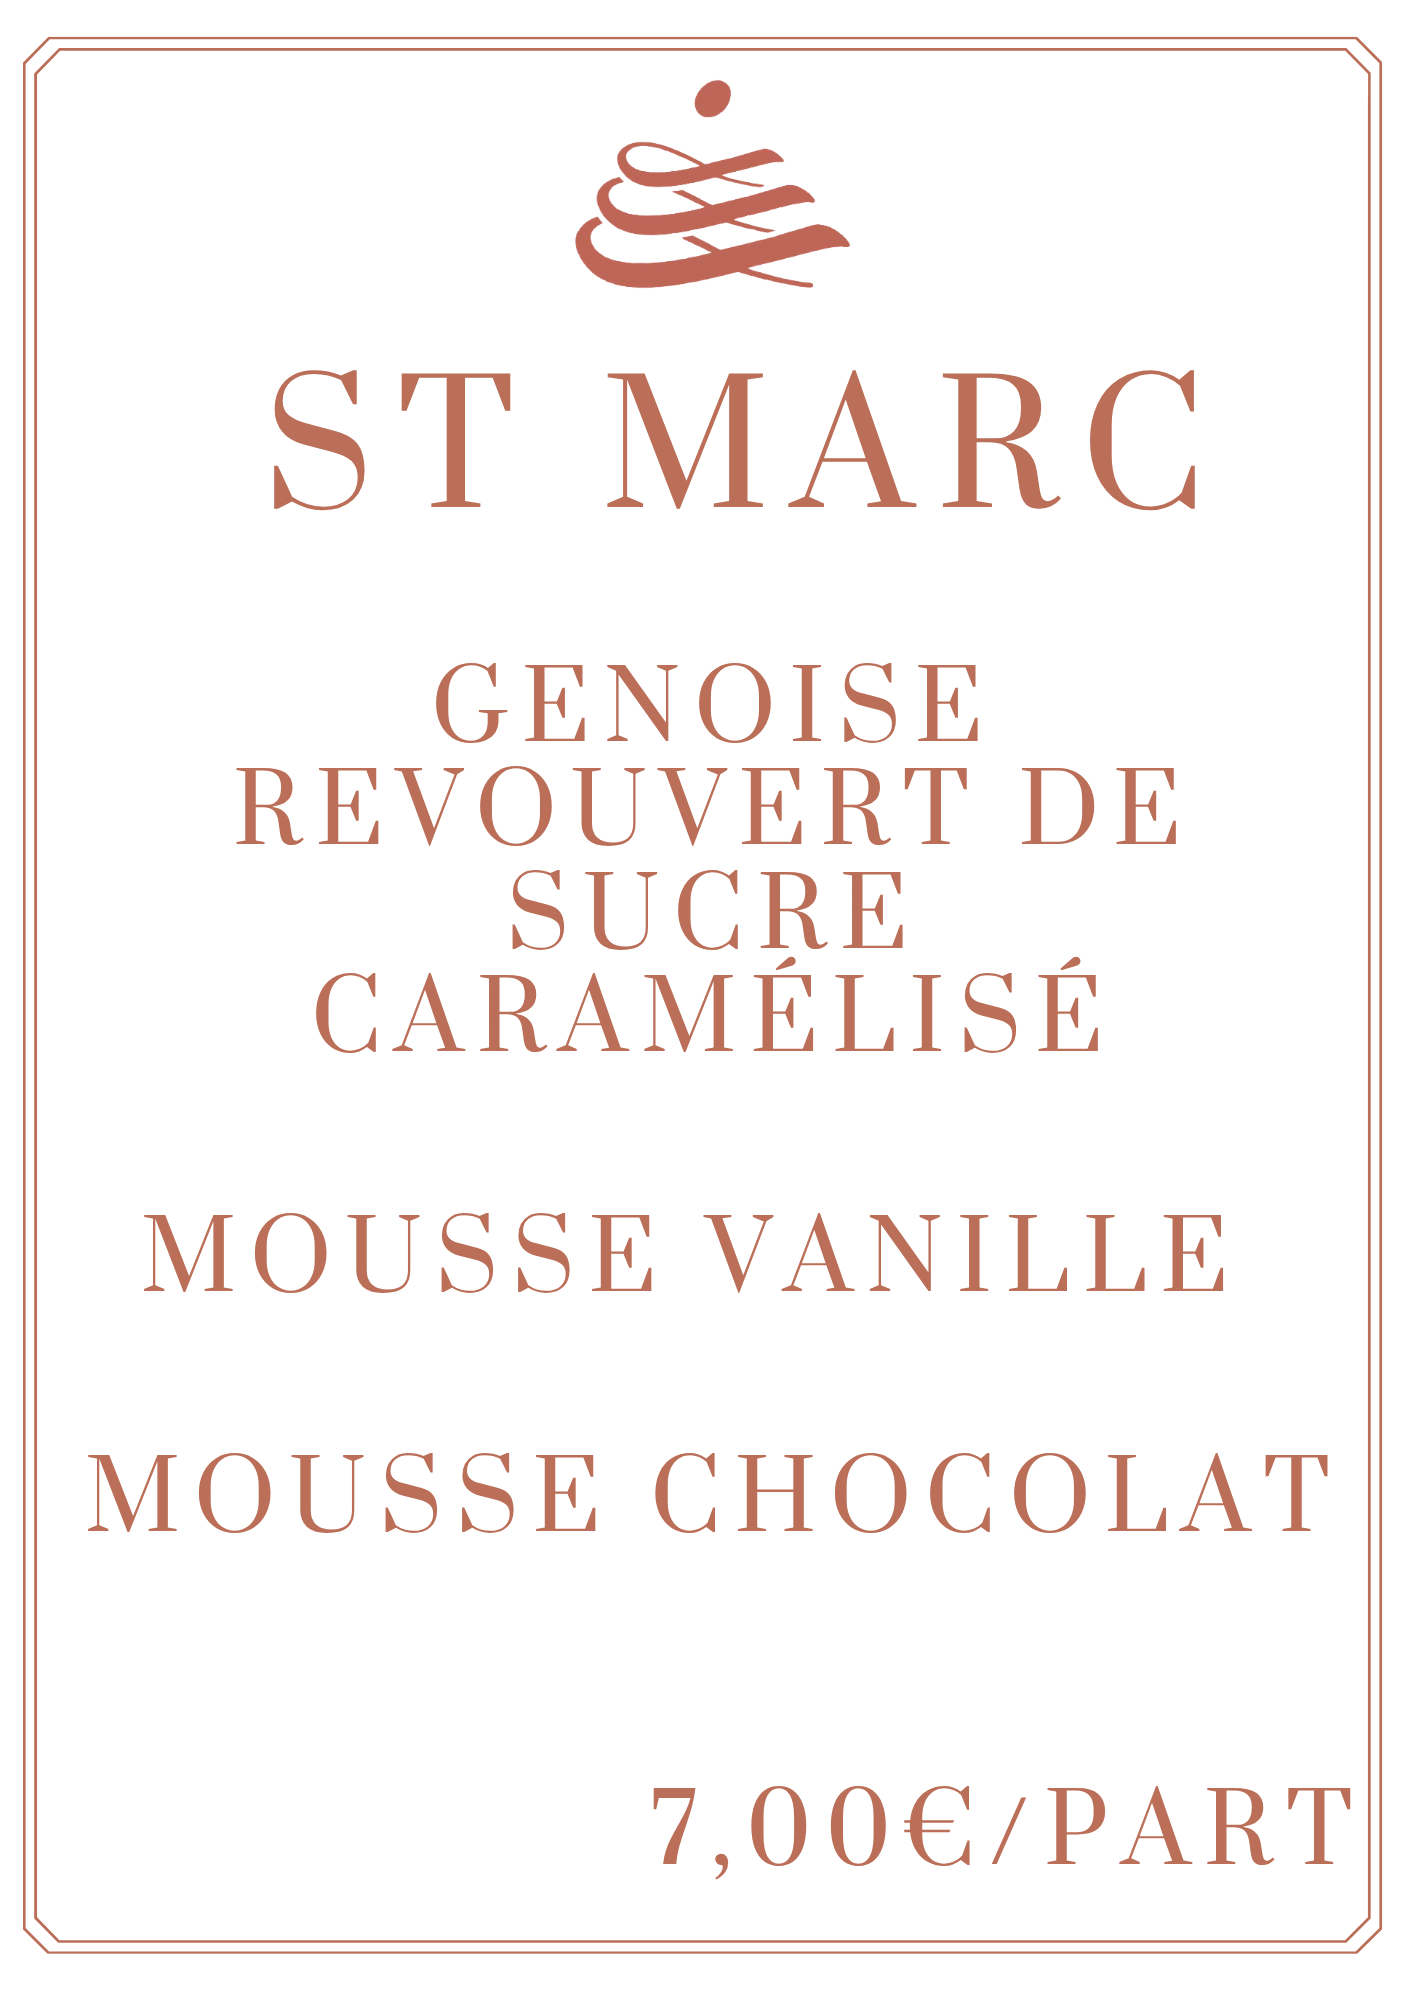 ST MARC
GENOISE
REVOUVERT DE
SUCRE
CARAMÉLISÉ
MOUSSE VANILLE
MOUSSE CHOCOLAT
7,00€/PART